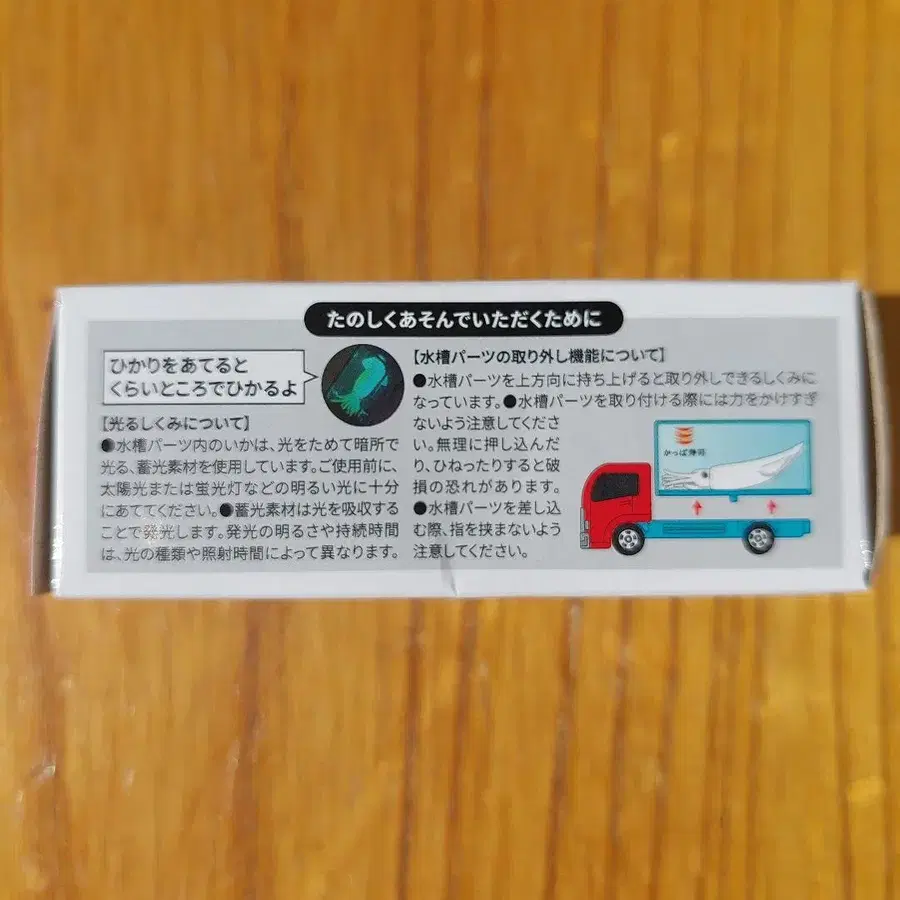 たのしくあそんでいただくために
ひかりをあてると
くらいところでひかるよ
【光るしくみについて】
●水槽パーツ内のいかは、光をためて暗所で
光る、蓄光素材を使用しています。ご使用前に、
太陽光または蛍光灯などの明るい光に十分
にあててください。●蓄光素材は光を吸収する
ことで発光します。発光の明るさや持続時間
は、光の種類や照射時間によって異なります。
【水槽パーツの取り外し機能について】
●水槽パーツを上方向に持ち上げると取り外しできるしくみに
なっています。●水槽パーツを取り付ける際には力をかけすぎ
ないよう注意してくださ
い。無理に押し込んだ
り、ひねったりすると破
損の恐れがあります。
●水槽パーツを差し込
む際、指を挟まないよう
注意してください。
かっぱ寿司